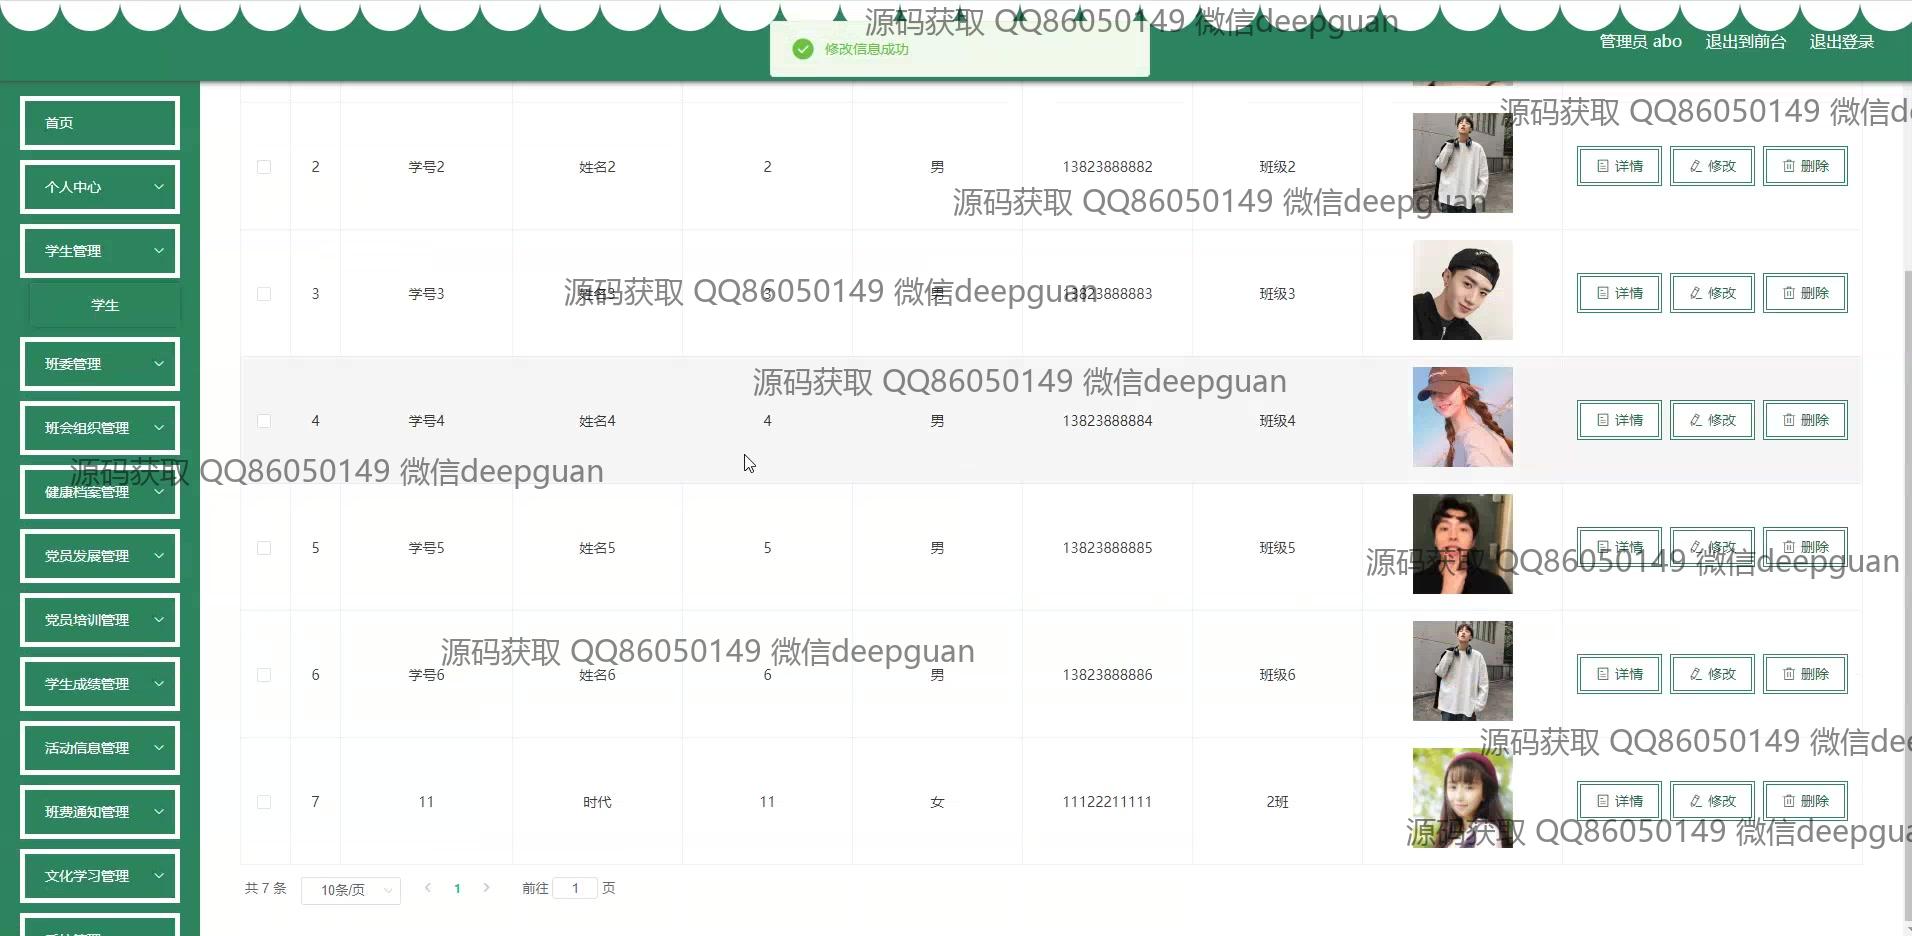 源码获取 QQ86050149 微信deepguan
修改信息成功
管理员 abo 退出到前台 退出登录
源码获取 QQ86050149 微信
首页
个人中心
学生管理
学生
班委管理
班会组织管理
健康档案管理
党员发展管理
党员培训管理
学生成绩管理
活动信息管理
班费通知管理
文化学习管理
2 学号2 姓名2 2 男 13823888882 班级2 详情 修改 删除
源码获取 QQ86050149 微信deepguan
3 学号3 姓名3 3 男 13823888883 班级3 详情 修改 删除
源码获取 QQ86050149 微信deepguan
源码获取 QQ86050149 微信deepguan
4 学号4 姓名4 4 男 13823888884 班级4 详情 修改 删除
源码获取 QQ86050149 微信deepguan
5 学号5 姓名5 5 男 13823888885 班级5 详情 修改 删除
源码获取 QQ86050149 微信deepguan
源码获取 QQ86050149 微信deepguan
6 学号6 姓名6 6 男 13823888886 班级6 详情 修改 删除
源码获取 QQ86050149 微信dee
7 11 时代 11 女 11122211111 2班 详情 修改 删除
源码获取 QQ86050149 微信deepgua
共 7 条 10条/页 1 前往 1 页